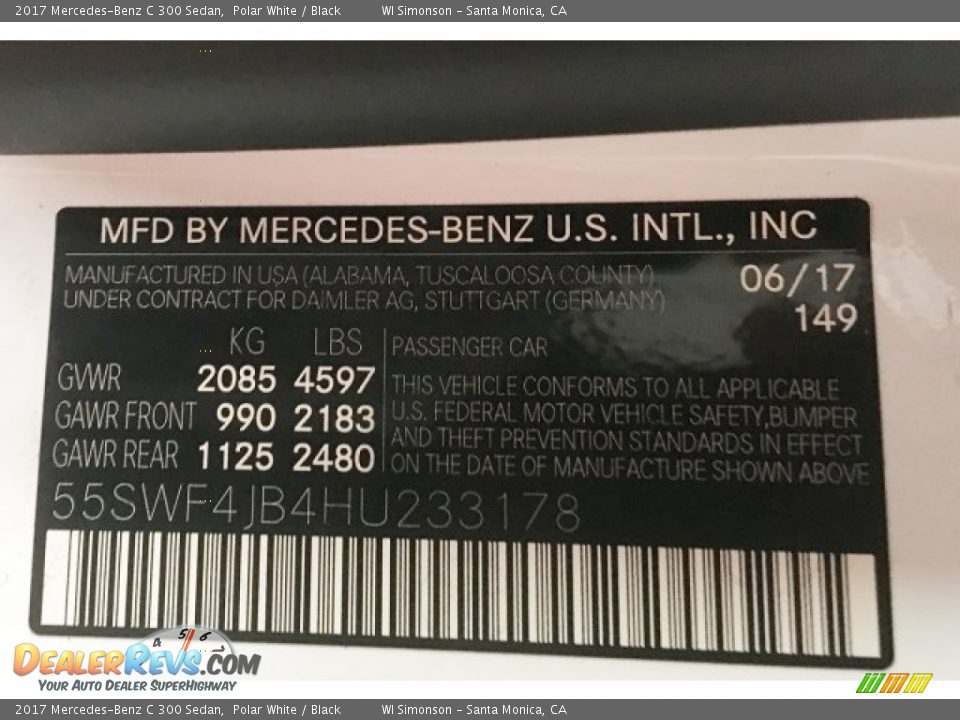 2017 Mercedes-Benz C 300 Sedan, Polar White / Black WI Simonson - Santa Monica, CA
MFD BY MERCEDES-BENZ U.S. INTL., INC
MANUFACTURED IN USA (ALABAMA, TUSCALOOSA COUNTY) 06/17
UNDER CONTRACT FOR DAIMLER AG, STUTTGART (GERMANY) 149
KG LBS
GVWR 2085 4597
GAWR FRONT 990 2183
GAWR REAR 1125 2480
PASSENGER CAR
THIS VEHICLE CONFORMS TO ALL APPLICABLE
U.S. FEDERAL MOTOR VEHICLE SAFETY,BUMPER
AND THEFT PREVENTION STANDARDS IN EFFECT
ON THE DATE OF MANUFACTURE SHOWN ABOVE
55SWF4JB4HU233178
4 5 6 7
DEALERREVS.COM
YOUR AUTO DEALER SUPERHIGHWAY
2017 Mercedes-Benz C 300 Sedan, Polar White / Black WI Simonson - Santa Monica, CA